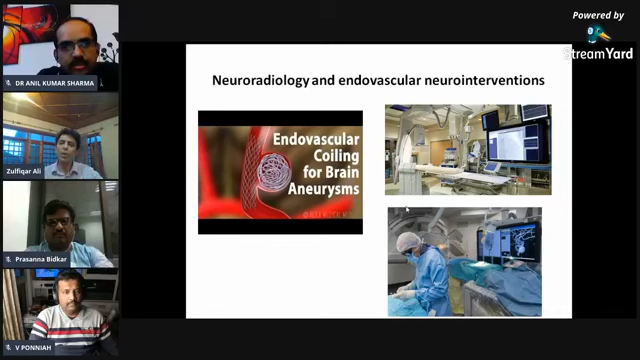 Powered by
StreamYard
DR ANIL KUMAR SHARMA
Zulfiqar Ali
Prasanna Bidkar
V PONNIAH
Neuroradiology and endovascular neurointerventions
Endovascular
Coiling
for Brain
Aneurysms